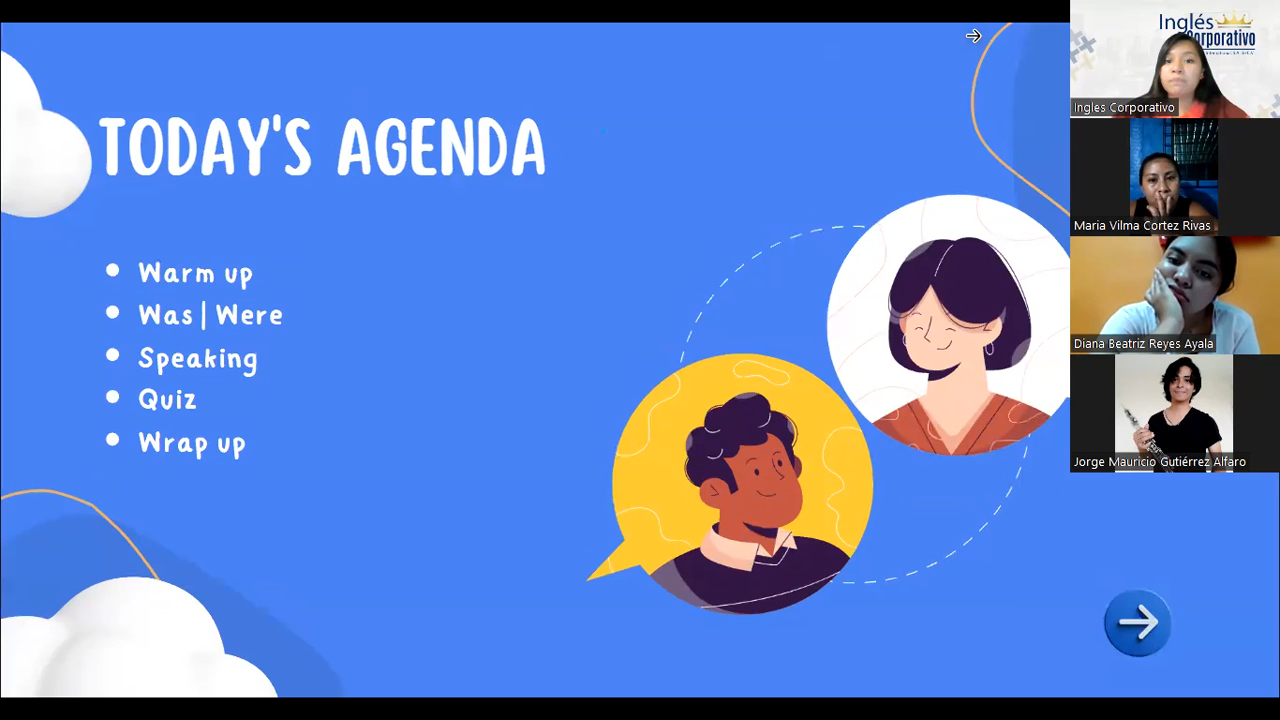 TODAY'S AGENDA
Warm up
Was | Were
Speaking
Quiz
Wrap up
Inglés
Corporativo
Ingles Corporativo
Maria Vilma Cortez Rivas
Diana Beatriz Reyes Ayala
Jorge Mauricio Gutiérrez Alfaro